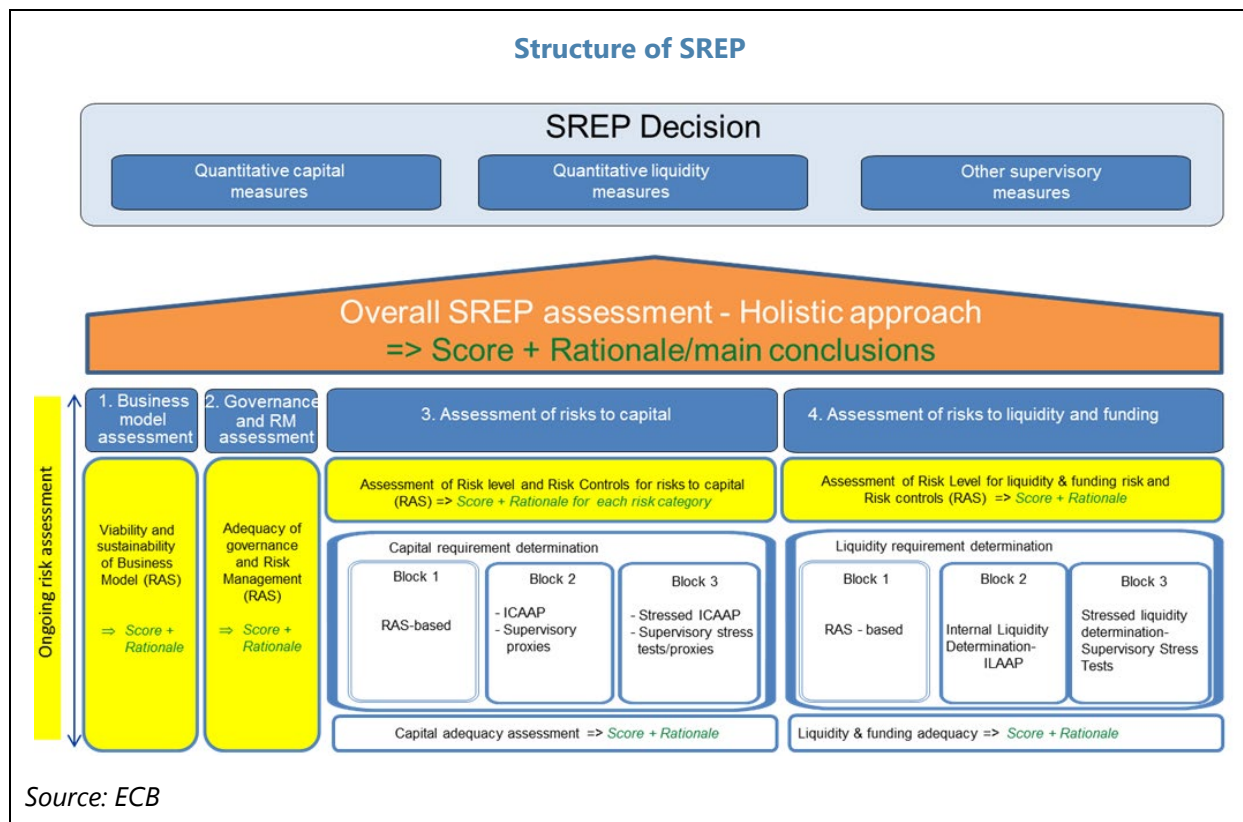 Structure of SREP
SREP Decision
Quantitative capital
measures
Quantitative liquidity
measures
Other supervisory
measures
Overall SREP assessment - Holistic approach
=> Score + Rationale/main conclusions
Ongoing risk assessment
1. Business
model
assessment
2. Governance
and RM
assessment
3. Assessment of risks to capital
4. Assessment of risks to liquidity and funding
Viability and
sustainability
of Business
Model (RAS)
⇒ Score +
Rationale
Adequacy of
governance
and Risk
Management
(RAS)
⇒ Score +
Rationale
Assessment of Risk level and Risk Controls for risks to capital
(RAS) => Score + Rationale for each risk category
Capital requirement determination
Block 1
RAS-based
Block 2
- ICAAP
- Supervisory
proxies
Block 3
- Stressed ICAAP
- Supervisory stress
tests/proxies
Capital adequacy assessment => Score + Rationale
Assessment of Risk Level for liquidity & funding risk and
Risk controls (RAS) => Score + Rationale
Liquidity requirement determination
Block 1
RAS - based
Block 2
Internal Liquidity
Determination-
ILAAP
Block 3
Stressed liquidity
determination-
Supervisory Stress
Tests
Liquidity & funding adequacy => Score + Rationale
Source: ECB